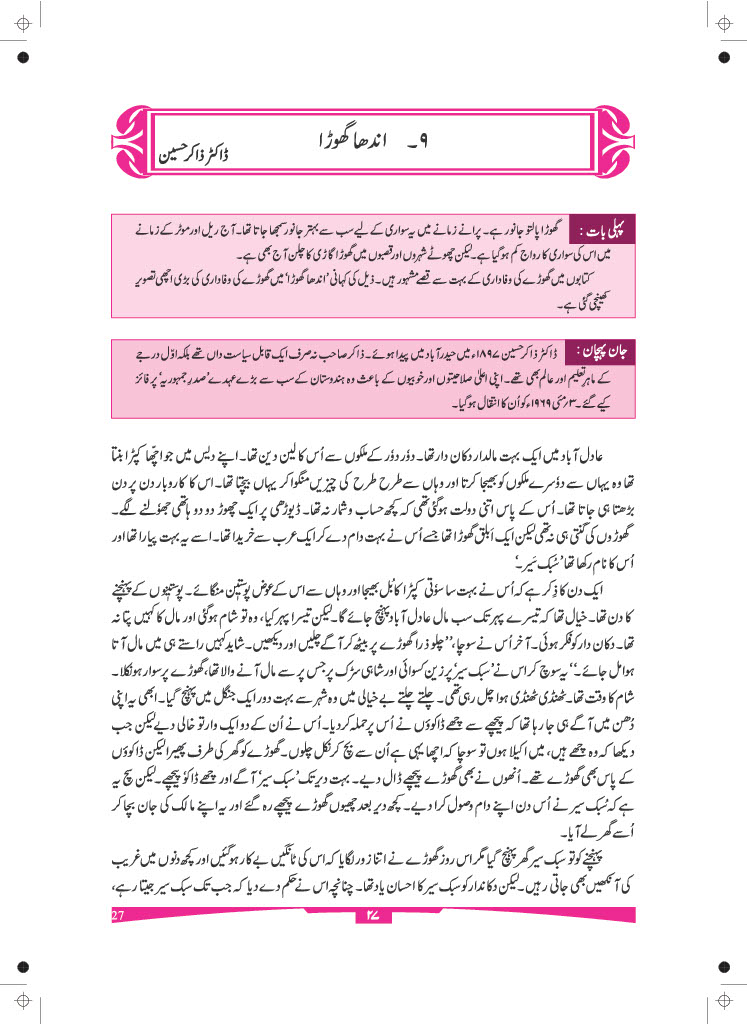 ۹۔ اندھا گھوڑا
ڈاکٹر ذاکر حسین
پہلی بات : گھوڑا پالتو جانور ہے۔ پرانے زمانے میں یہ سواری کے لیے سب سے بہتر جانور سمجھا جاتا تھا۔ آج ریل اور موٹر کے زمانے
میں اس کی سواری کا رواج کم ہو گیا ہے۔ لیکن چھوٹے شہروں اور قصبوں میں گھوڑا گاڑی کا چلن آج بھی ہے۔
کتابوں میں گھوڑے کی وفاداری کے بہت سے قصے مشہور ہیں۔ ذیل کی کہانی ’اندھا گھوڑا‘ میں گھوڑے کی وفاداری کی بڑی اچھی تصویر
کھینچی گئی ہے۔
جان پہچان : ڈاکٹر ذاکر حسین ۱۸۹۷ء میں حیدرآباد میں پیدا ہوئے۔ ذاکر صاحب نہ صرف ایک قابل سیاست داں تھے بلکہ اوّل درجے
کے ماہرِ تعلیم اور عالم بھی تھے۔ اپنی اعلیٰ صلاحیتوں اور خوبیوں کے باعث وہ ہندوستان کے سب سے بڑے عہدے ’صدرِ جمہوریہ‘ پر فائز
کیے گئے۔ ۳؍مئی ۱۹۶۹ء کو اُن کا انتقال ہو گیا۔
عادل آباد میں ایک بہت مالدار دکان دار تھا۔ دوٗر دوٗر کے ملکوں سے اُس کا لین دین تھا۔ اپنے دیس میں جو اچّھا کپڑا بنتا
تھا وہ یہاں سے دوٗسرے ملکوں کو بھیجا کرتا اور وہاں سے طرح طرح کی چیزیں منگوا کر یہاں بیچتا تھا۔ اس کا کاروبار دن پر دن
بڑھتا ہی جاتا تھا۔ اُس کے پاس اتنی دولت ہوگئی تھی کہ کچھ حساب و شمار نہ تھا۔ ڈیوڑھی پر ایک چھوڑ دو دو ہاتھی جھوٗلنے لگے۔
گھوڑوں کی گنتی ہی نہ تھی لیکن ایک اَبلق گھوڑا تھا جسے اُس نے بہت دام دے کر ایک عرب سے خریدا تھا۔ اسے یہ بہت پیارا تھا اور
اُس کا نام رکھا تھا ’سُبک سَیر۔‘
ایک دن کا ذِکر ہے کہ اُس نے بہت سا سوٗتی کپڑا کابُل بھیجا اور وہاں سے اس کے عِوض پوستین منگائے۔ پوستینوں کے پہنچنے
کا دن تھا۔ خیال تھا کہ تیسرے پہر تک سب مال عادل آباد پہنچ جائے گا۔ لیکن تیسرا پہر کیا، وہ تو شام ہوگئی اور مال کا کہیں پتا نہ
تھا۔ دکان دار کو فکر ہوئی۔ آخر اُس نے سوچا، ’’چلو ذرا گھوڑے پر بیٹھ کر آگے چلیں اور دیکھیں۔ شاید کہیں راستے ہی میں مال آتا
ہوا مل جائے۔‘‘ یہ سوچ کر اس نے ’سبک سیر‘ پر زین کسوائی اور شاہی سڑک پر جس پر سے مال آنے والا تھا، گھوڑے پر سوار ہو نکلا۔
شام کا وقت تھا۔ ٹھنڈی ٹھنڈی ہوا چل رہی تھی۔ چلتے چلتے بے خیالی میں وہ شہر سے بہت دور ایک جنگل میں پہنچ گیا۔ ابھی یہ اپنی
دُھن میں آگے ہی جا رہا تھا کہ پیچھے سے چھے ڈاکوؤں نے اُس پر حملہ کر دیا۔ اُس نے اُن کے دو ایک وار تو خالی دیے لیکن جب
دیکھا کہ وہ چھے ہیں، میں اکیلا ہوں تو سوچا کہ اچھا یہی ہے اُن سے بچ کر نکل چلوں۔ گھوڑے کو گھر کی طرف پھیرا لیکن ڈاکوؤں
کے پاس بھی گھوڑے تھے۔ اُنھوں نے بھی گھوڑے پیچھے ڈال دیے۔ بہت دیر تک ’سبک سیر‘ آگے اور چھے ڈاکوٗ پیچھے۔ لیکن سچ یہ
ہے کہ سُبک سیر نے اُس دن اپنے دام وصول کرا دیے۔ کچھ دیر بعد چھیوں گھوڑے پیچھے رہ گئے اور یہ اپنے مالک کی جان بچا کر
اُسے گھر لے آیا۔
پہنچنے کو تو سبک سیر گھر پہنچ گیا مگر اس روز گھوڑے نے اتنا زور لگایا کہ اس کی ٹانگیں بے کار ہوگئیں اور کچھ دنوں میں غریب
کی آنکھیں بھی جاتی رہیں۔ لیکن دکاندار کو سبک سیر کا احسان یاد تھا۔ چنانچہ اس نے حکم دے دیا کہ جب تک سبک سیر جیتا رہے،
27
۲۷